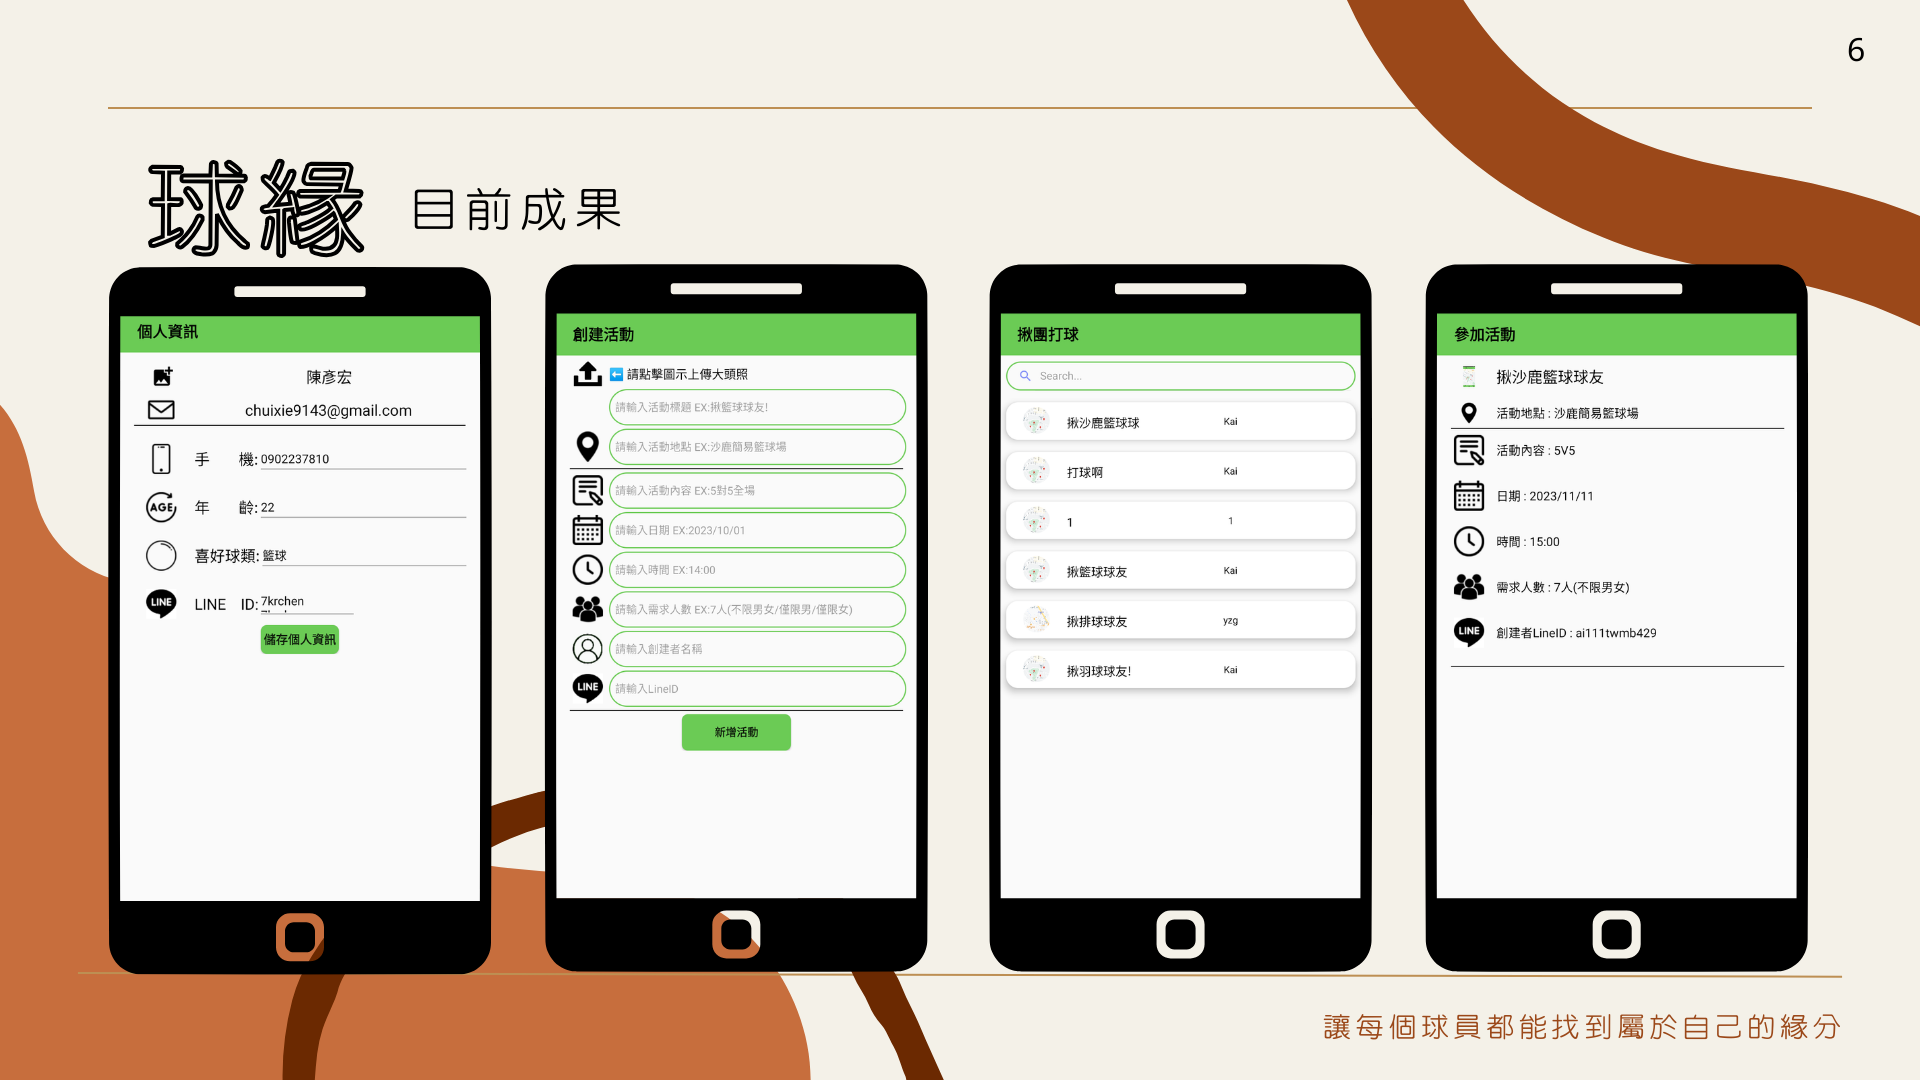 6
球緣 目前成果
個人資訊
陳彥宏
chuixie9143@gmail.com
手 機: 0902237810
年 齡: 22
喜好球類: 籃球
LINE ID: 7krchen
儲存個人資訊
AGE
LINE
創建活動
請點擊圖示上傳大頭照
請輸入活動標題 EX:揪籃球球友!
請輸入活動地點 EX:沙鹿簡易籃球場
請輸入活動內容 EX:5對5全場
請輸入日期 EX:2023/10/01
請輸入時間 EX:14:00
請輸入需求人數 EX:7人(不限男女/僅限男/僅限女)
請輸入創建者名稱
LINE
請輸入LineID
新增活動
揪團打球
Search...
揪沙鹿籃球球 Kai
打球啊 Kai
1 1
揪籃球球友 Kai
揪排球球友 yzg
揪羽球球友! Kai
參加活動
揪沙鹿籃球球友
活動地點 : 沙鹿簡易籃球場
活動內容 : 5V5
日期 : 2023/11/11
時間 : 15:00
需求人數 : 7人(不限男女)
LINE
創建者LineID : ai111twmb429
讓每個球員都能找到屬於自己的緣分